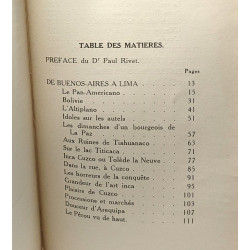 TABLE DES MATIERES.
PREFACE du Dr Paul Rivet.
Pages
DE BUENOS-AIRES A LIMA . . . . 15
La Pan-Americano . . . . 15
Bolivie . . . . 31
L'Altiplano . . . . 41
Idoles sur les autels . . . . 51
Les dimanches d'un bourgeois de
La Paz . . . . 57
Aux Ruines de Tiahuanaco . . . . 63
Sur le lac Titicaca . . . . 71
Inca Cuzco ou Tolède la Neuve . . 77
Dans la rue, à Cuzco . . . . 85
Les horreurs de la conquête . . . 91
Grandeur de l'art inca . . . . 95
Plaisirs de Cuzco . . . . 101
Processions et marchés . . . . 103
Douceur d'Arequipa . . . . 107
Le Pérou vu de haut . . . . 111